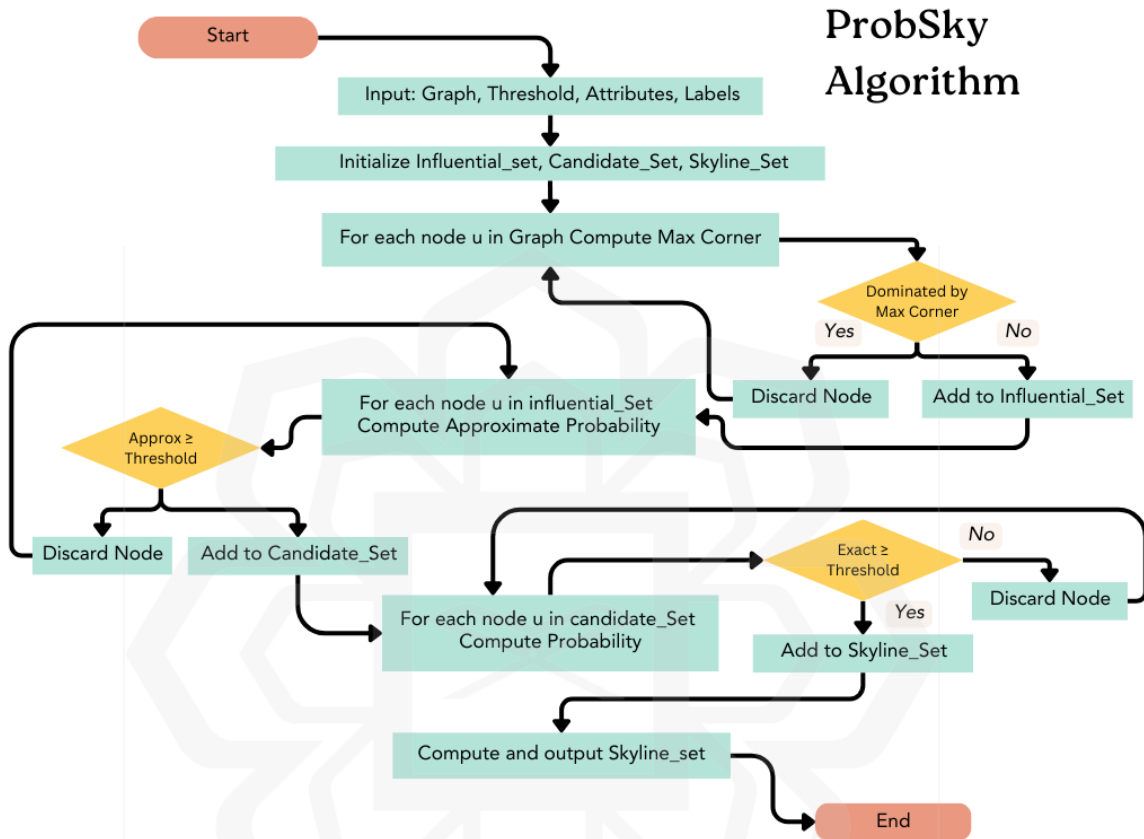 ProbSky
Algorithm
Start
Input: Graph, Threshold, Attributes, Labels
Initialize Influential_set, Candidate_Set, Skyline_Set
For each node u in Graph Compute Max Corner
Dominated by
Max Corner
Yes
No
Discard Node
Add to Influential_Set
For each node u in influential_Set
Compute Approximate Probability
Approx ≥
Threshold
Discard Node
Add to Candidate_Set
For each node u in candidate_Set
Compute Probability
Exact ≥
Threshold
No
Discard Node
Yes
Add to Skyline_Set
Compute and output Skyline_set
End